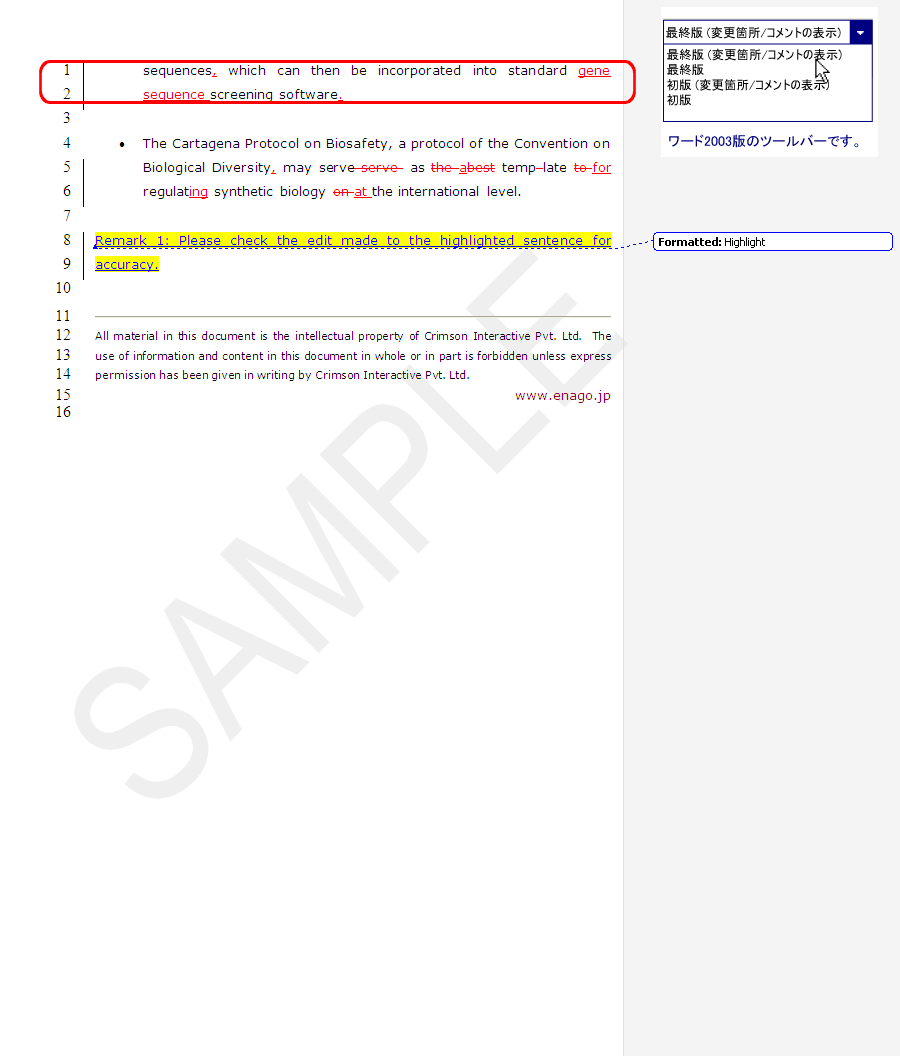 最終版 (変更箇所/コメントの表示)
最終版 (変更箇所/コメントの表示)
最終版
初版 (変更箇所/コメントの表示)
初版
ワード2003版のツールバーです。
1 sequences, which can then be incorporated into standard gene
2 sequence screening software.
3
4 • The Cartagena Protocol on Biosafety, a protocol of the Convention on
5 Biological Diversity, may serve serve as the abest temp-late to for
6 regulating synthetic biology on at the international level.
7
8 Remark 1: Please check the edit made to the highlighted sentence for
Formatted: Highlight
9 accuracy.
10
11
12 All material in this document is the intellectual property of Crimson Interactive Pvt. Ltd. The
13 use of information and content in this document in whole or in part is forbidden unless express
14 permission has been given in writing by Crimson Interactive Pvt. Ltd.
15 www.enago.jp
16
SAMPLE